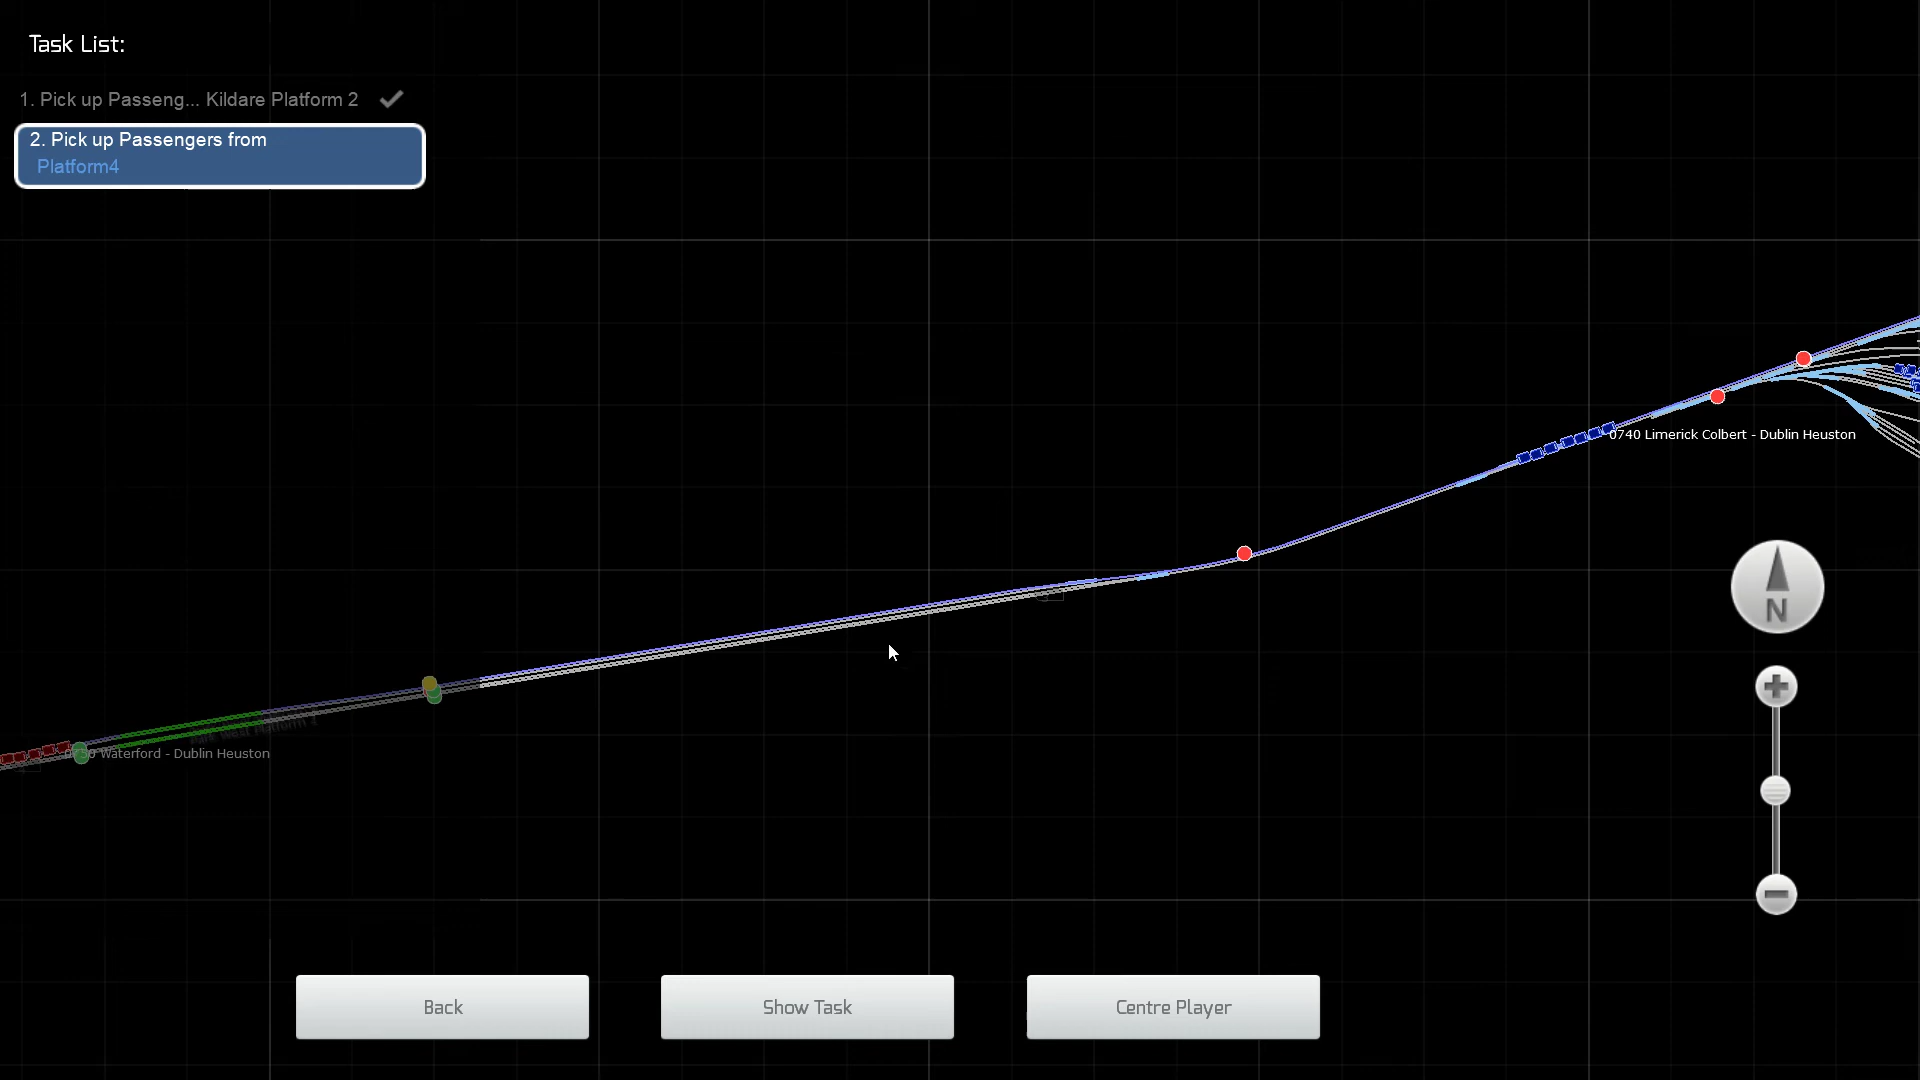 Task List:
1. Pick up Passeng... Kildare Platform 2
2. Pick up Passengers from
Platform4
0740 Limerick Colbert - Dublin Heuston
Waterford - Dublin Heuston
N
Back
Show Task
Centre Player